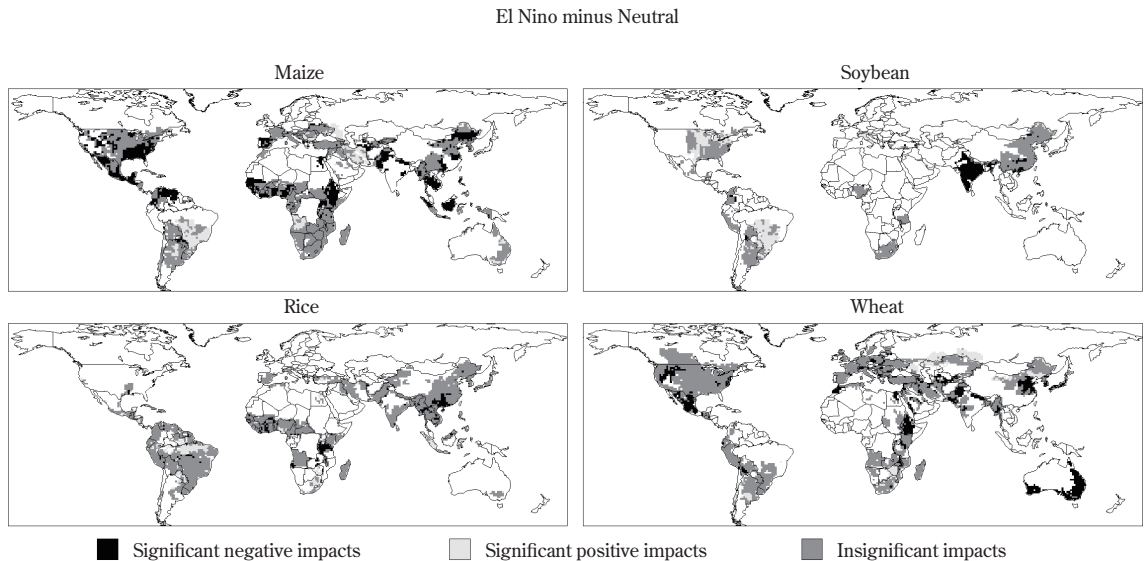 El Nino minus Neutral
Maize
Soybean
Rice
Wheat
Significant negative impacts
Significant positive impacts
Insignificant impacts